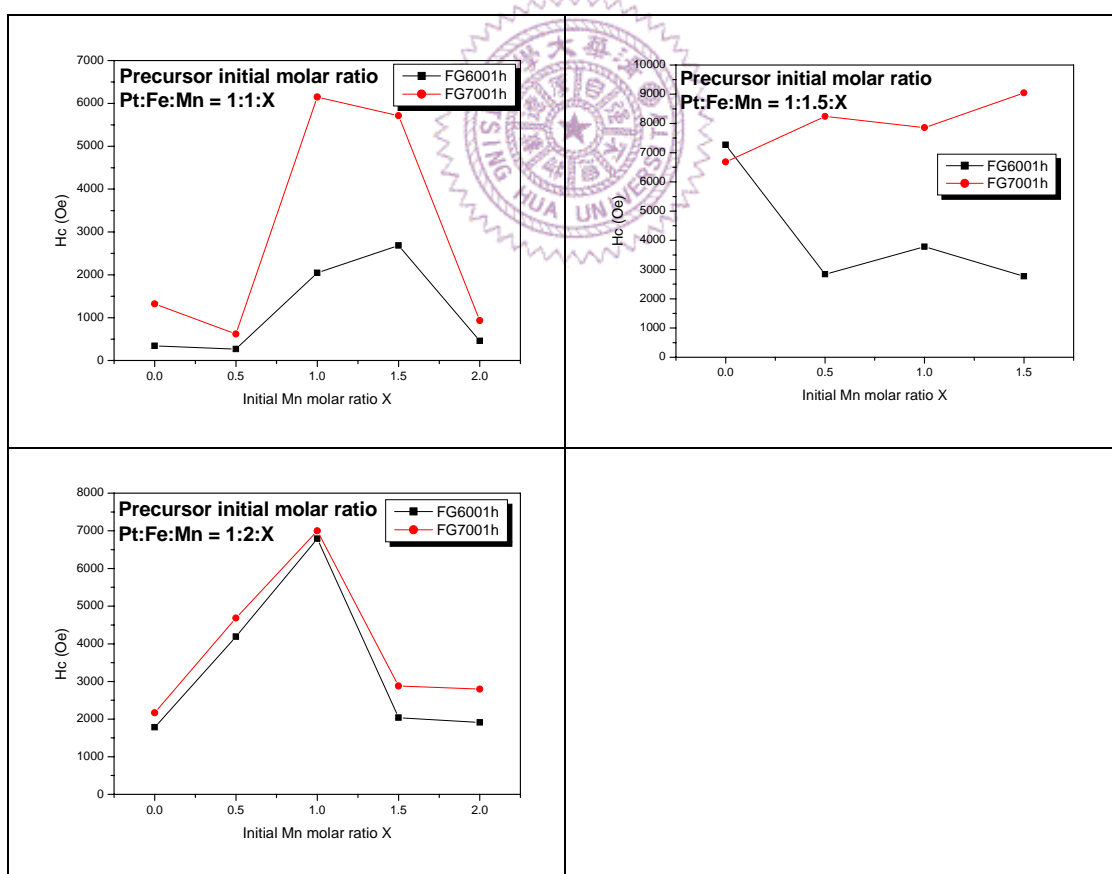 Precursor initial molar ratio
Pt:Fe:Mn = 1:1:X
FG6001h
FG7001h
7000
6000
5000
4000
3000
2000
1000
0
Hc (Oe)
0.0 0.5 1.0 1.5 2.0
Initial Mn molar ratio X
TSING HUA UNIVERSITY
Precursor initial molar ratio
Pt:Fe:Mn = 1:1.5:X
FG6001h
FG7001h
10000
9000
8000
7000
6000
5000
4000
3000
2000
1000
0
Hc (Oe)
0.0 0.5 1.0 1.5
Initial Mn molar ratio X
Precursor initial molar ratio
Pt:Fe:Mn = 1:2:X
FG6001h
FG7001h
8000
7000
6000
5000
4000
3000
2000
1000
0
Hc (Oe)
0.0 0.5 1.0 1.5 2.0
Initial Mn molar ratio X